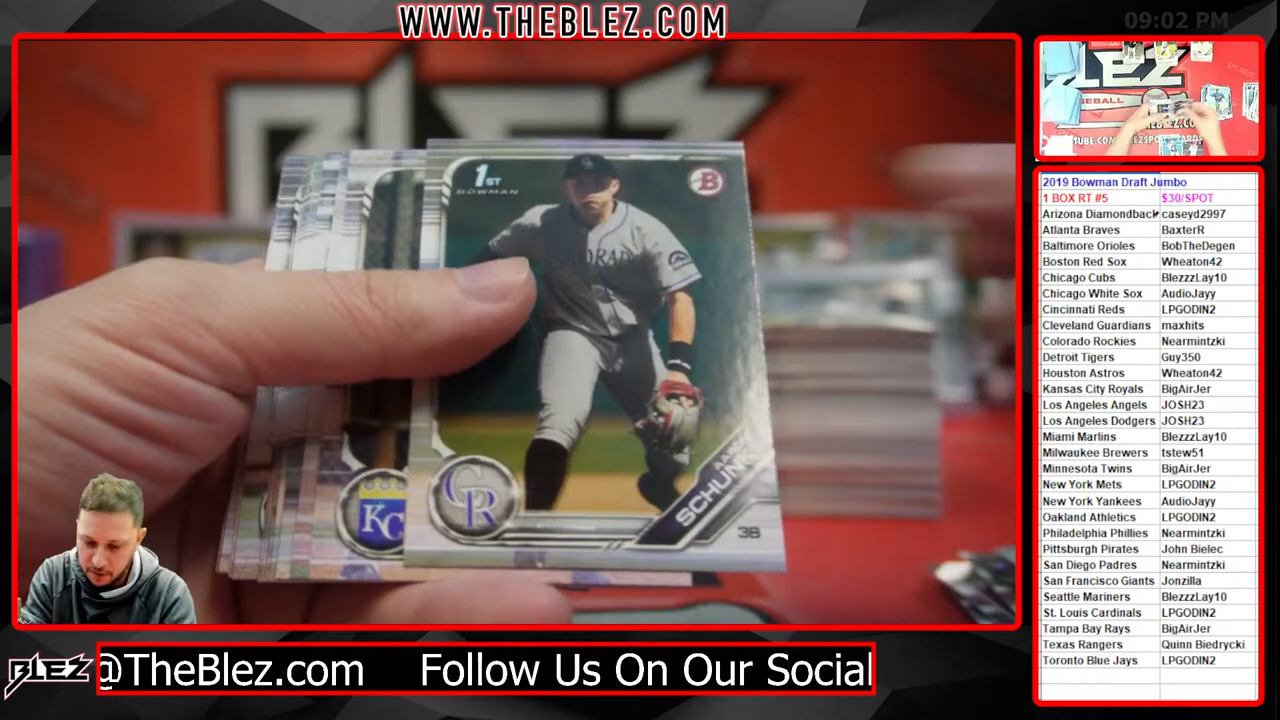 WWW.THEBLEZ.COM
09:02 PM
1ST
BOWMAN
B
CR
SCHUNK
3B
KC
BLEZ
@TheBlez.com Follow Us On Our Social
2019 Bowman Draft Jumbo
1 BOX RT #5 $30/SPOT
Arizona Diamondback caseyd2997
Atlanta Braves BaxterR
Baltimore Orioles BobTheDegen
Boston Red Sox Wheaton42
Chicago Cubs BlezzzLay10
Chicago White Sox AudioJayy
Cincinnati Reds LPGODIN2
Cleveland Guardians maxhits
Colorado Rockies Nearmintzki
Detroit Tigers Guy350
Houston Astros Wheaton42
Kansas City Royals BigAirJer
Los Angeles Angels JOSH23
Los Angeles Dodgers JOSH23
Miami Marlins BlezzzLay10
Milwaukee Brewers tstew51
Minnesota Twins BigAirJer
New York Mets LPGODIN2
New York Yankees AudioJayy
Oakland Athletics LPGODIN2
Philadelphia Phillies Nearmintzki
Pittsburgh Pirates John Bielec
San Diego Padres Nearmintzki
San Francisco Giants Jonzilla
Seattle Mariners BlezzzLay10
St. Louis Cardinals LPGODIN2
Tampa Bay Rays BigAirJer
Texas Rangers Quinn Biedrycki
Toronto Blue Jays LPGODIN2